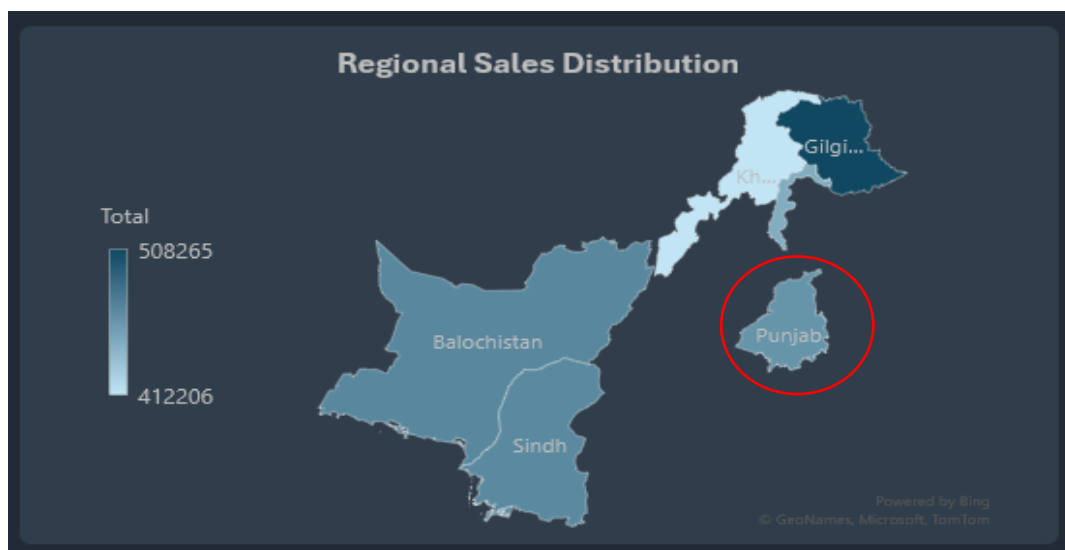 Regional Sales Distribution
Gilgi...
Kh...
Total
508265
412206
Balochistan
Punjab
Sindh
Powered by Bing
© GeoNames, Microsoft, TomTom